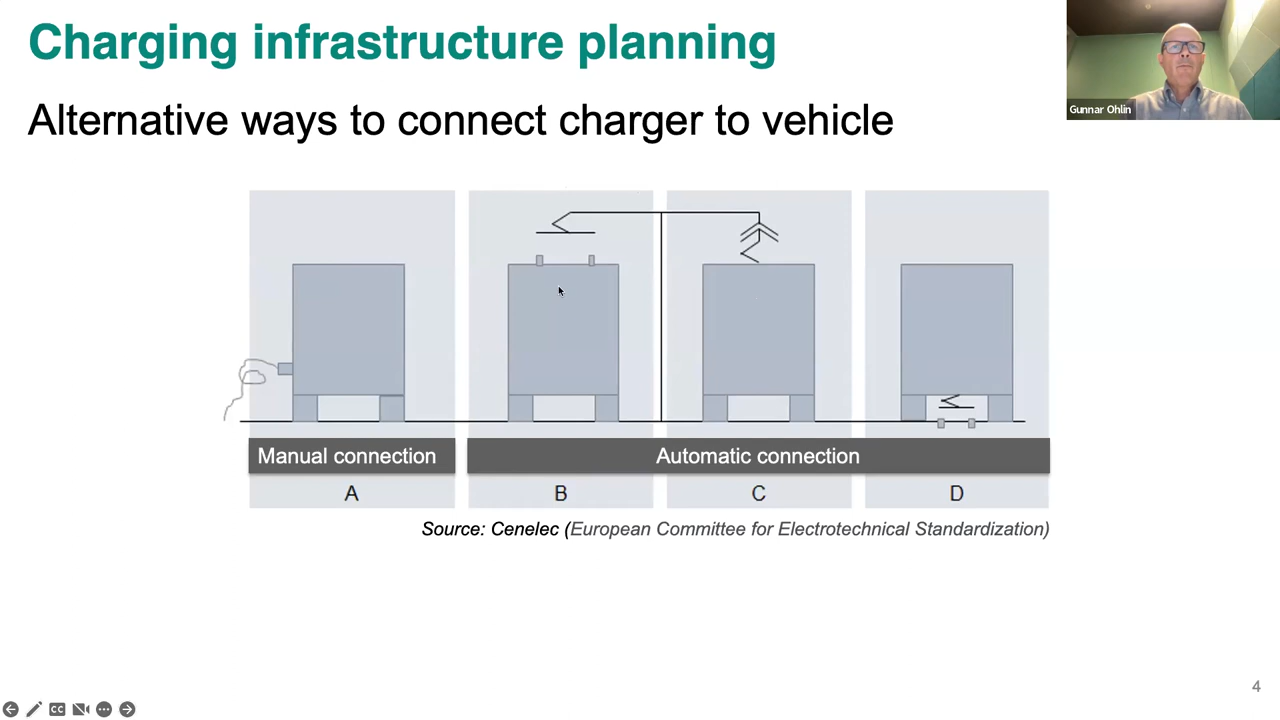 Charging infrastructure planning
Gunnar Ohlin
Alternative ways to connect charger to vehicle
Manual connection
Automatic connection
A
B
C
D
Source: Cenelec (European Committee for Electrotechnical Standardization)
4
CC